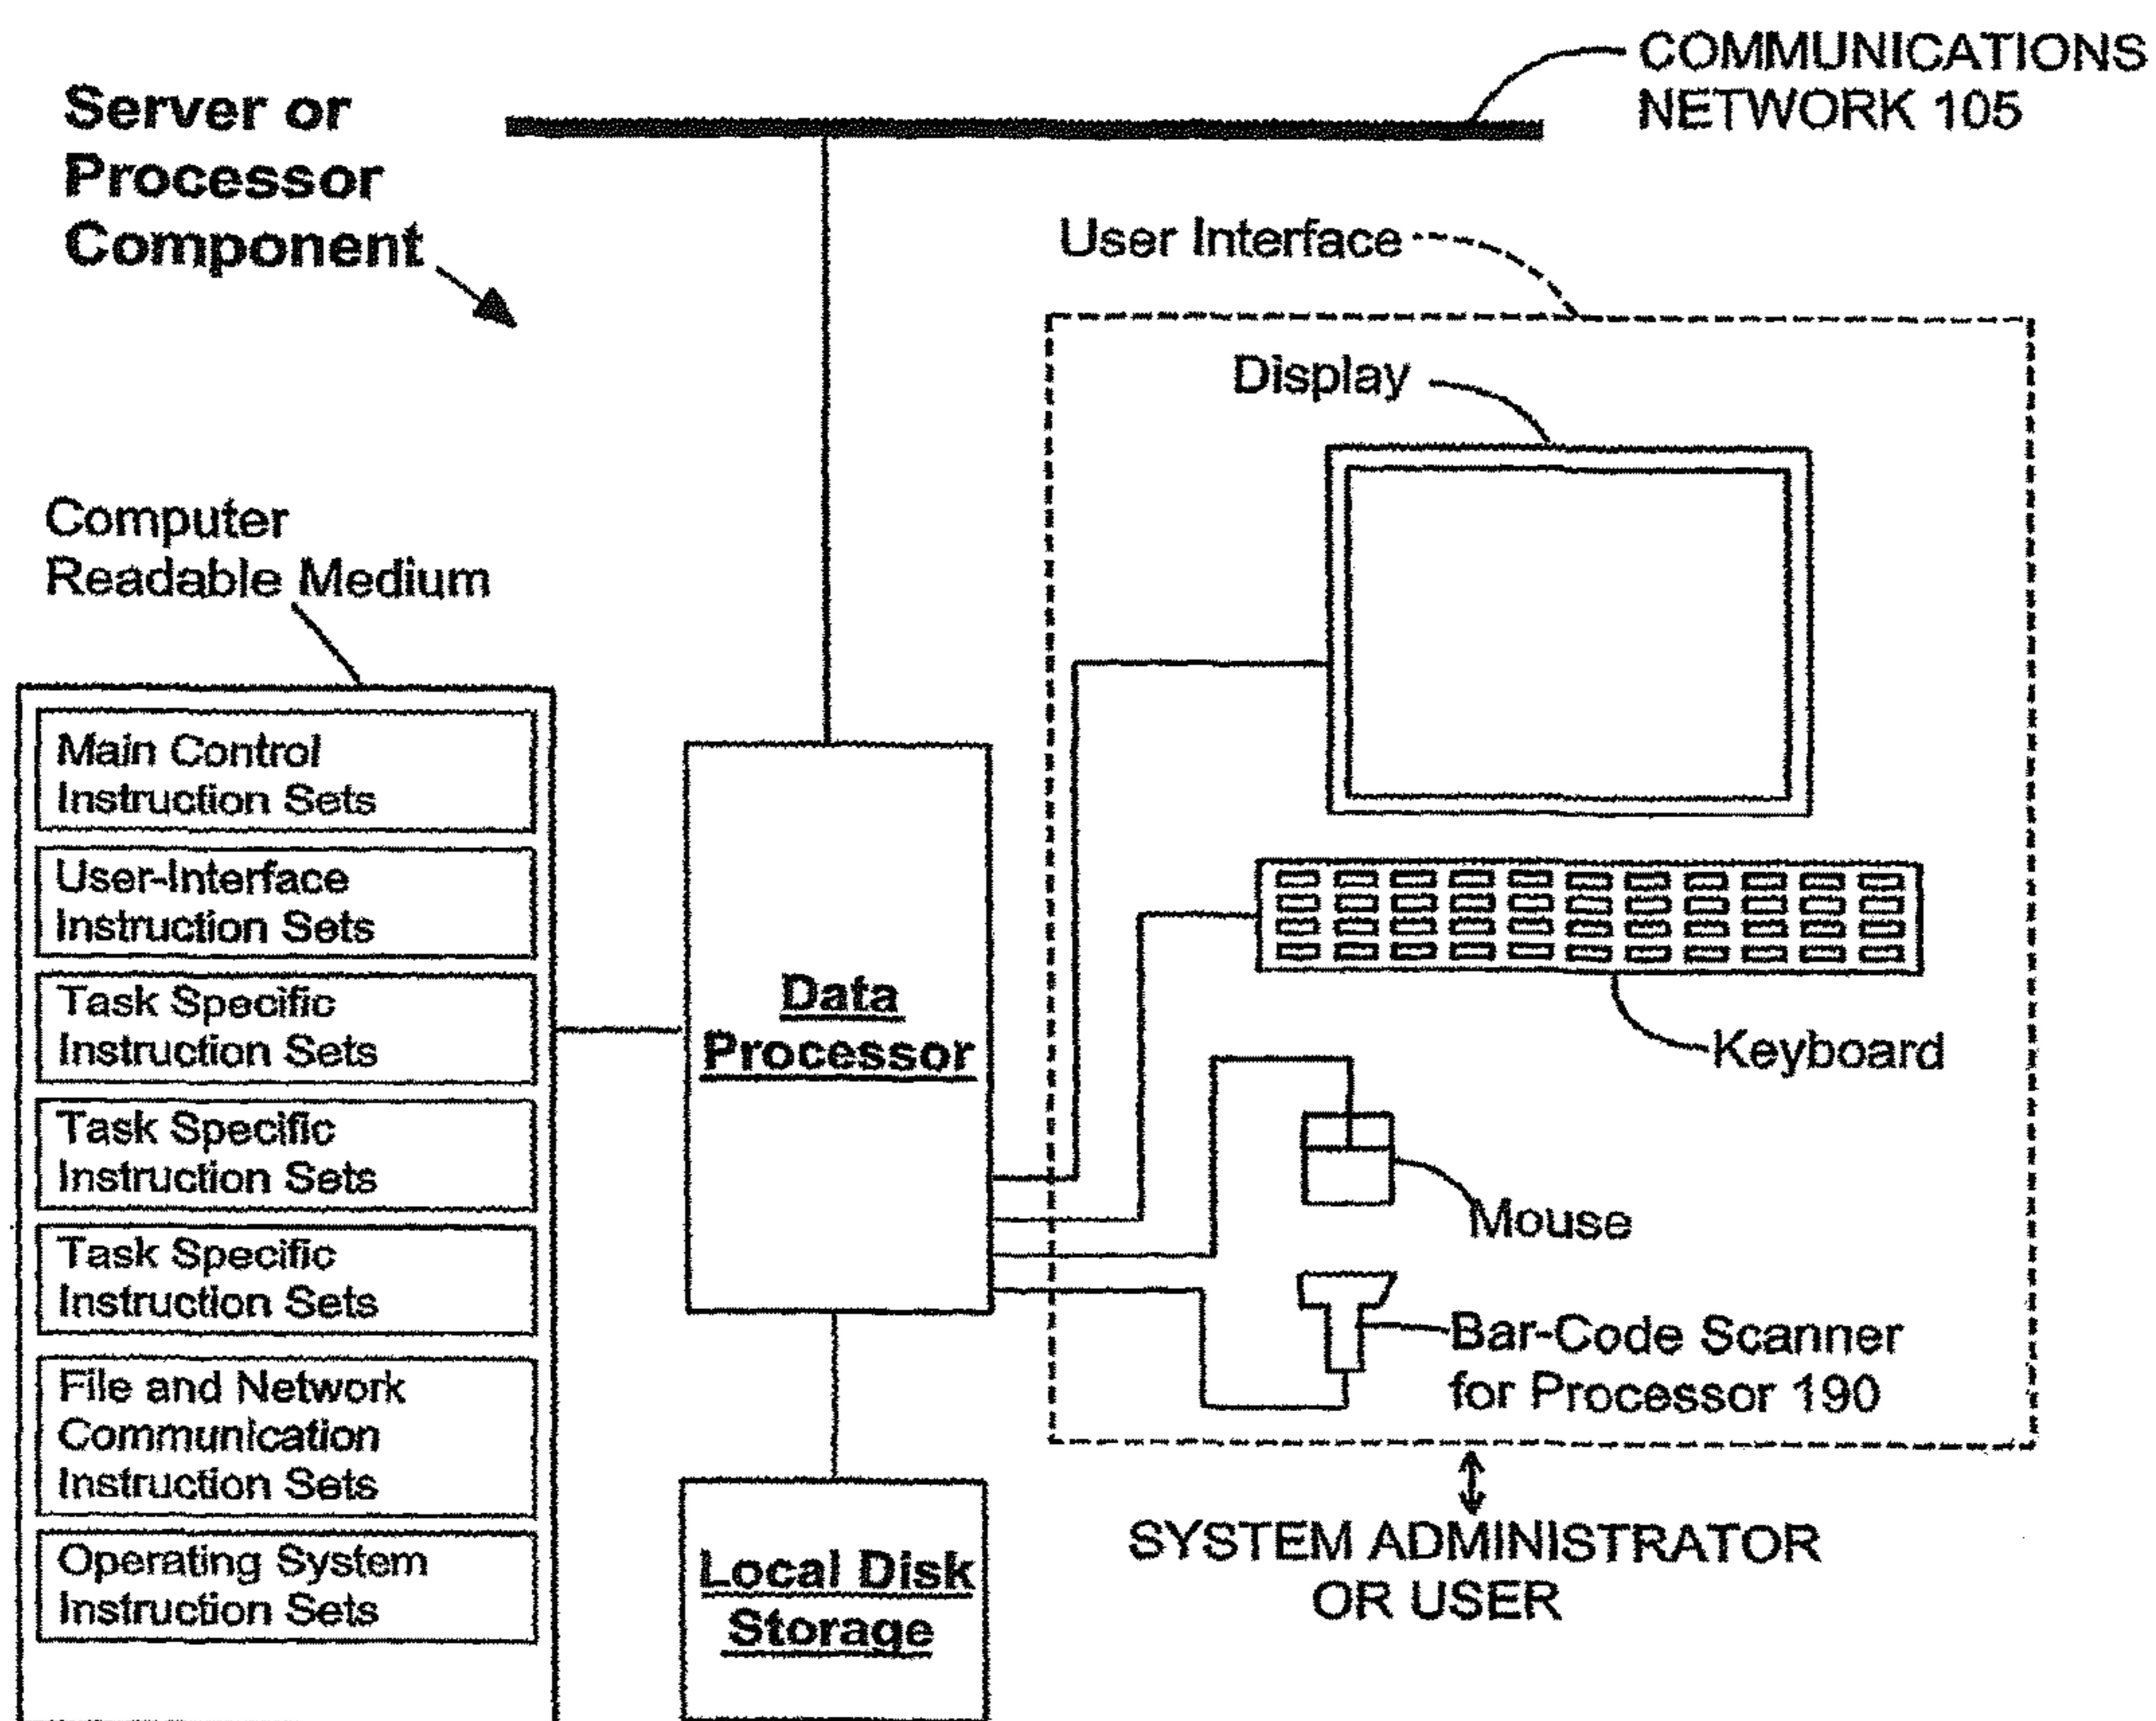 COMMUNICATIONS
NETWORK 105
Server or
Processor
Component
User Interface
Display
Computer
Readable Medium
Main Control
Instruction Sets
User-Interface
Instruction Sets
Task Specific
Instruction Sets
Task Specific
Instruction Sets
Task Specific
Instruction Sets
File and Network
Communication
Instruction Sets
Operating System
Instruction Sets
Data
Processor
Local Disk
Storage
Keyboard
Mouse
Bar-Code Scanner
for Processor 190
SYSTEM ADMINISTRATOR
OR USER